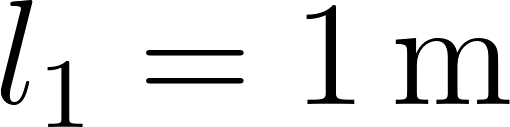 l₁ = 1 m